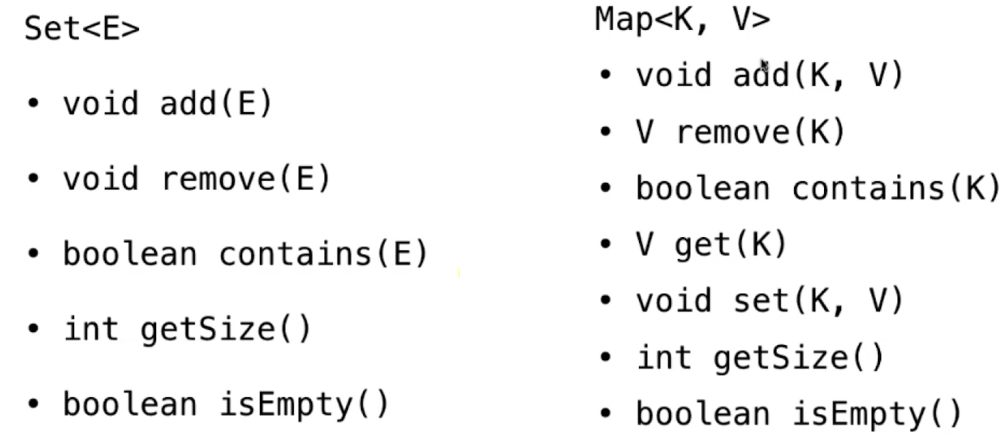 Set<E>
• void add(E)
• void remove(E)
• boolean contains(E)
• int getSize()
• boolean isEmpty()
Map<K, V>
• void add(K, V)
• V remove(K)
• boolean contains(K)
• V get(K)
• void set(K, V)
• int getSize()
• boolean isEmpty()